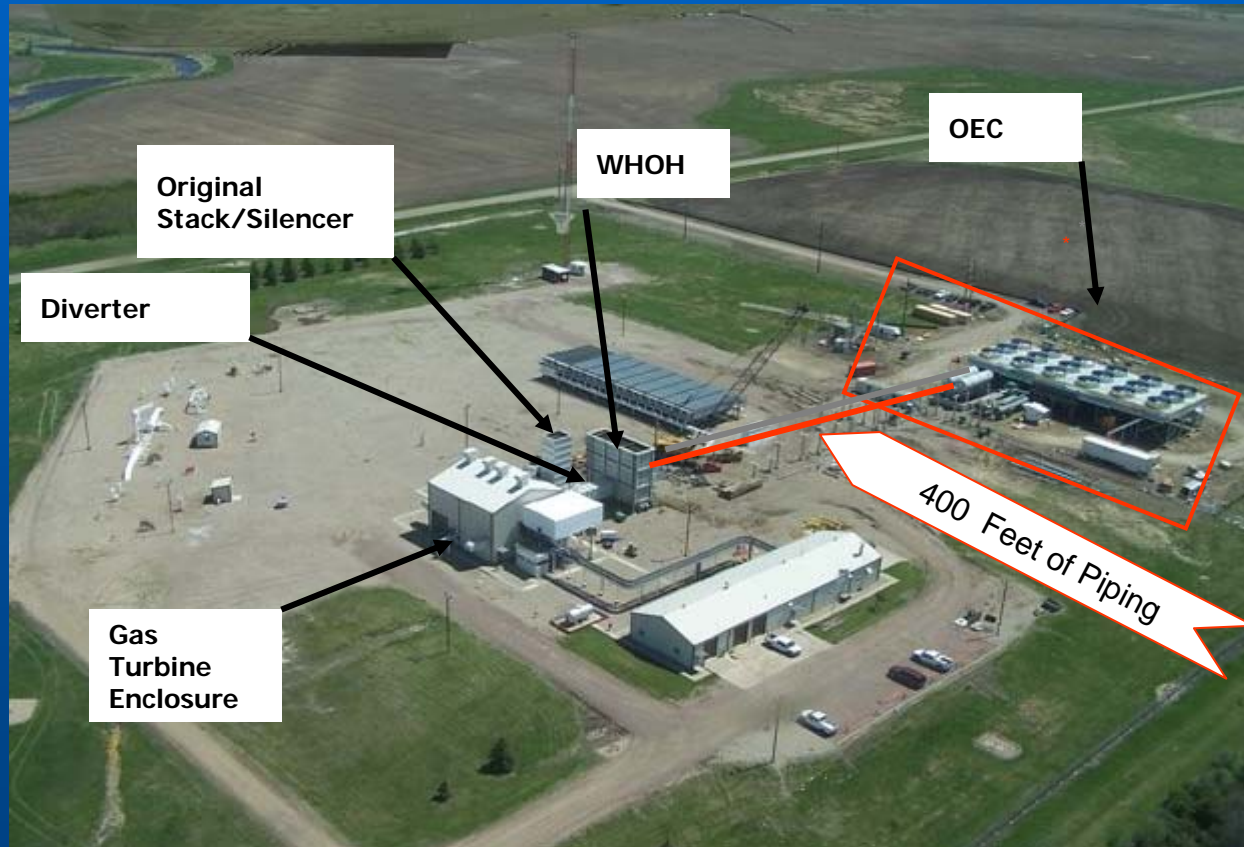 OEC
WHOH
Original
Stack/Silencer
Diverter
400 Feet of Piping
Gas
Turbine
Enclosure